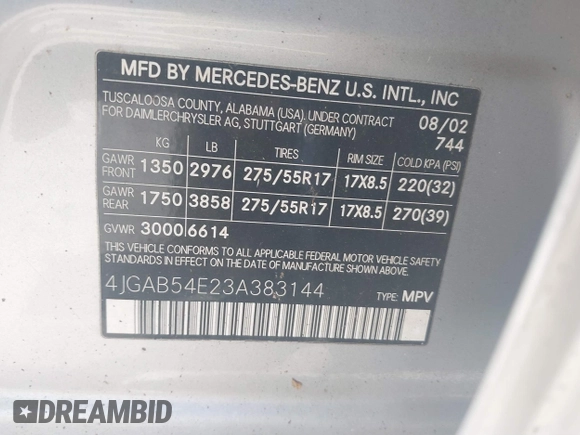 MFD BY MERCEDES-BENZ U.S. INTL., INC
TUSCALOOSA COUNTY, ALABAMA (USA). UNDER CONTRACT
FOR DAIMLERCHRYSLER AG, STUTTGART (GERMANY)
08/02
744
KG LB TIRES RIM SIZE COLD KPA (PSI)
GAWR FRONT 1350 2976 275/55R17 17X8.5 220(32)
GAWR REAR 1750 3858 275/55R17 17X8.5 270(39)
GVWR 3000 6614
THIS VEHICLE CONFORMS TO ALL APPLICABLE FEDERAL MOTOR VEHICLE SAFETY
STANDARDS IN EFFECT ON THE DATE OF MANUFACTURE SHOWN ABOVE.
4JGAB54E23A383144 TYPE: MPV
DREAMBID